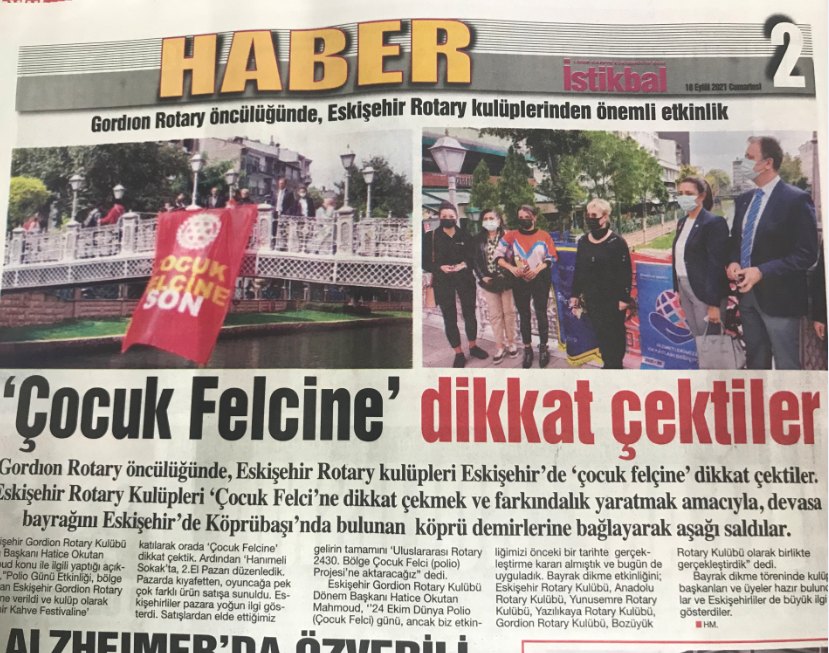 HABER
istikbal
18 Eylül 2021 Cumartesi
2
Gordıon Rotary öncülüğünde, Eskişehir Rotary kulüplerinden önemli etkinlik
ÇOCUK
FELCİNE
SON
'Çocuk Felcine' dikkat çektiler
Gordıon Rotary öncülüğünde, Eskişehir Rotary kulüpleri Eskişehir'de 'çocuk felçine' dikkat çektiler.
Eskişehir Rotary Kulüpleri 'Çocuk Felci'ne dikkat çekmek ve farkındalık yaratmak amacıyla, devasa
bayrağını Eskişehir'de Köprübaşı'nda bulunan köprü demirlerine bağlayarak aşağı saldılar.
işehir Gordion Rotary Kulübü
Başkanı Hatice Okutan
ud konu ile ilgili yaptığı açık-
"Polio Günü Etkinliği, bölge
an Eskişehir Gordion Rotary
ne verildi ve kulüp olarak
ir Kahve Festivaline'
katılarak orada 'Çocuk Felcine'
dikkat çektik. Ardından 'Hanımeli
Sokak'ta, 2.El Pazarı düzenledik.
Pazarda kıyafetten, oyuncağa pek
çok farklı ürün satışa sunuldu. Es-
kişehirliler pazara yoğun ilgi gös-
terdi. Satışlardan elde ettiğimiz
gelirin tamamını 'Uluslararası Rotary
2430. Bölge Çocuk Felci (polio)
Projesi'ne aktaracağız" dedi.
Eskişehir Gordion Rotary Kulübü
Dönem Başkanı Hatice Okutan
Mahmoud, "24 Ekim Dünya Polio
(Çocuk Felci) günü, ancak biz etkin-
liğimizi önceki bir tarihte gerçek-
leştirme kararı almıştık ve bugün de
uyguladık. Bayrak dikme etkinliğini;
Eskişehir Rotary Kulübü, Anadolu
Rotary Kulübü, Yunusemre Rotary
Kulübü, Yazılıkaya Rotary Kulübü,
Gordion Rotary Kulübü, Bozüyük
Rotary Kulübü olarak birlikte
gerçekleştirdik" dedi.
Bayrak dikme töreninde kulüp
başkanları ve üyeler hazır bulundu-
lar ve Eskişehirliler de büyük ilgi
gösterdiler.
HM.
ALZHEIMER'DA ÖZVERİLİ